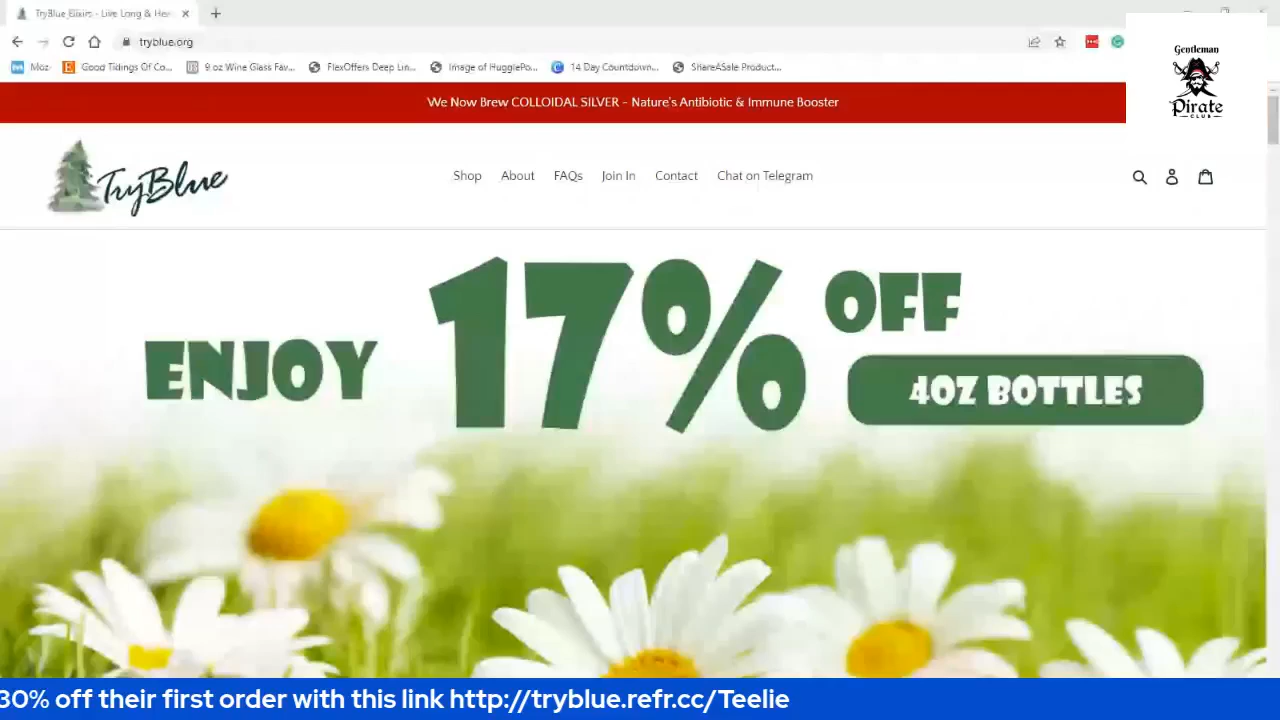 TryBlue Elixirs - Live Long & Hea
tryblue.org
Moz
Good Tidings Of Co...
9 oz Wine Glass Fav...
FlexOffers Deep Lin...
Image of HuggiePo...
14 Day Countdown...
ShareASale Product...
Gentleman
Pirate
CLUB
We Now Brew COLLOIDAL SILVER - Nature's Antibiotic & Immune Booster
TryBlue
Shop About FAQs Join In Contact Chat on Telegram
ENJOY 17% OFF
4OZ BOTTLES
30% off their first order with this link http://tryblue.refr.cc/Teelie